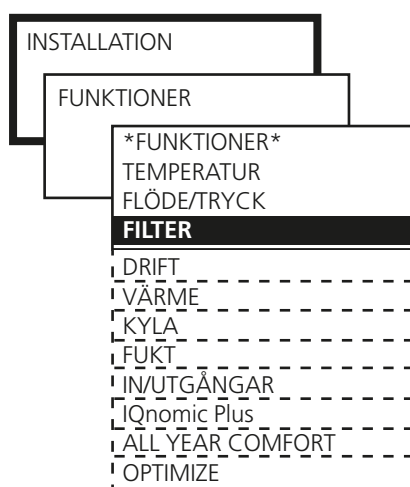 INSTALLATION
FUNKTIONER
*FUNKTIONER*
TEMPERATUR
FLÖDE/TRYCK
FILTER
DRIFT
VÄRME
KYLA
FUKT
IN/UTGÅNGAR
IQnomic Plus
ALL YEAR COMFORT
OPTIMIZE